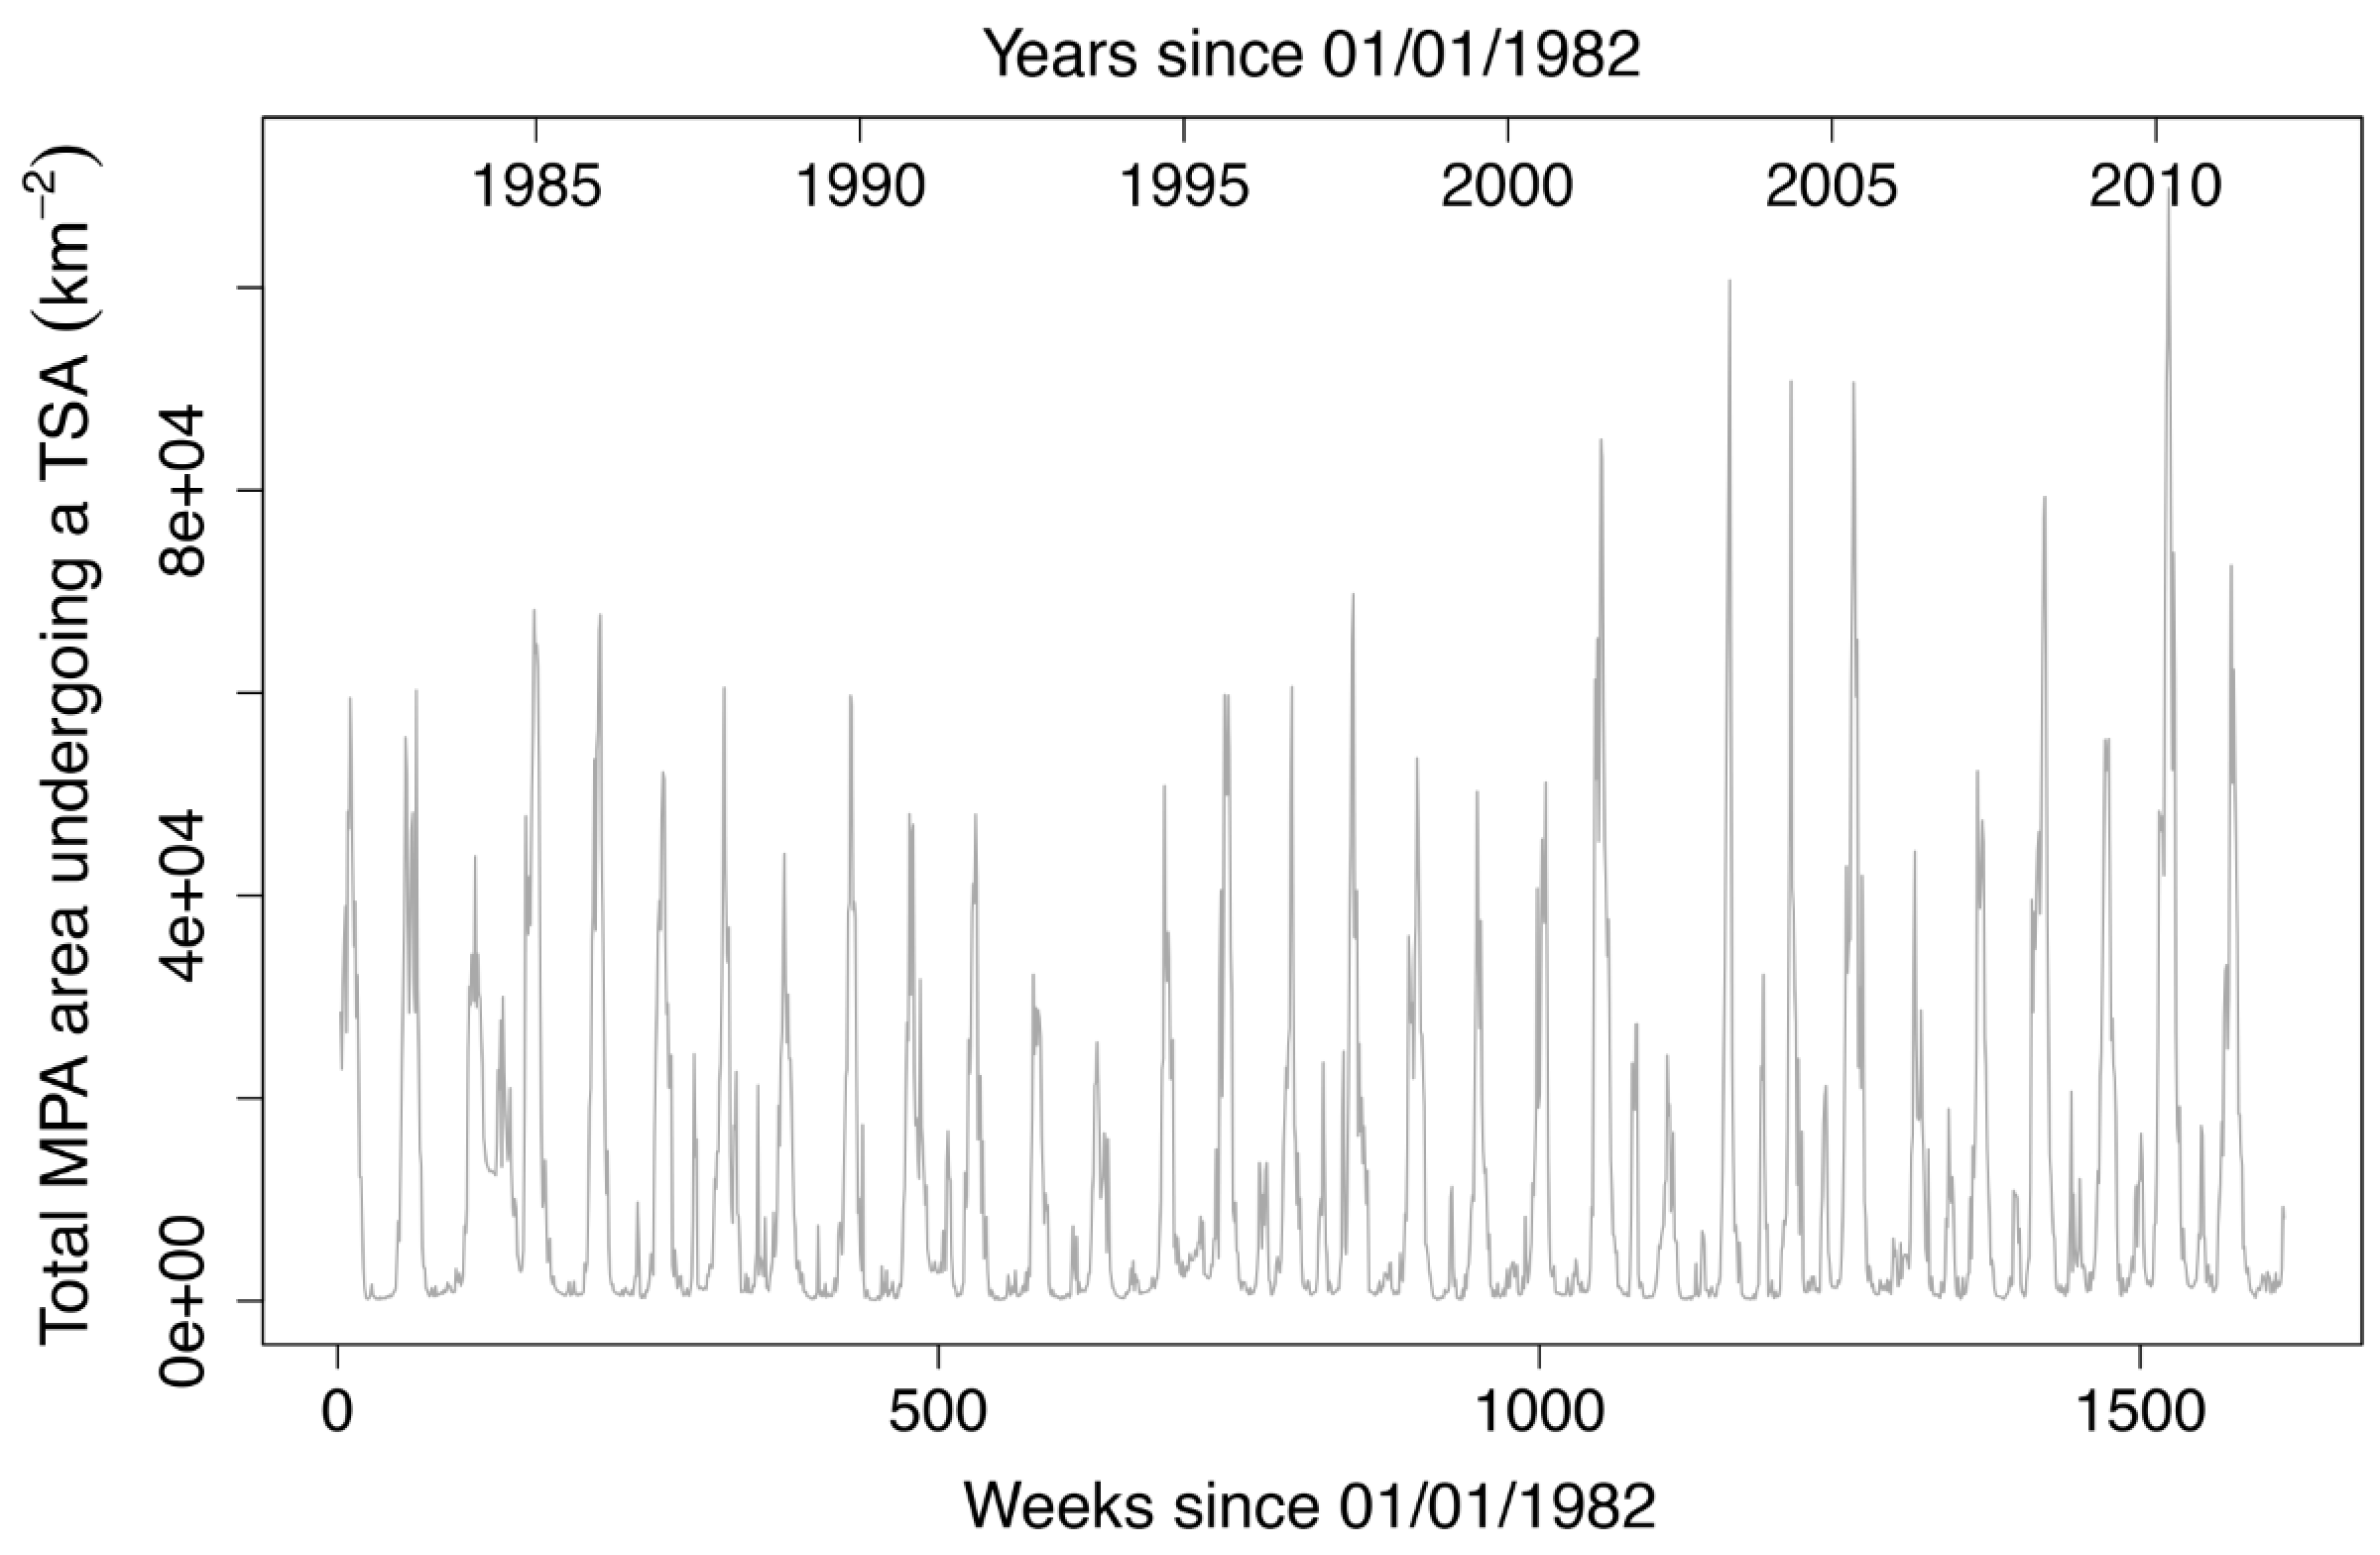 Years since 01/01/1982
1985 1990 1995 2000 2005 2010
Total MPA area undergoing a TSA (km⁻²)
8e+04
4e+04
0e+00
0 500 1000 1500
Weeks since 01/01/1982